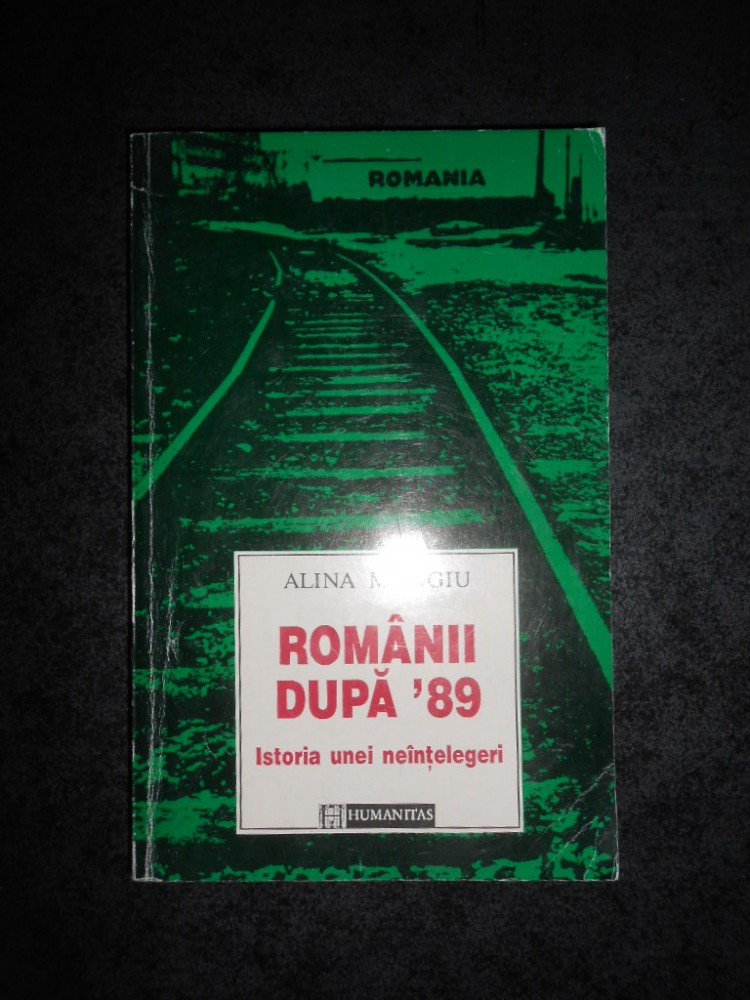 ROMANIA
ALINA
ROMÂNII
DUPĂ '89
Istoria unei neînțelegeri
HUMANITAS